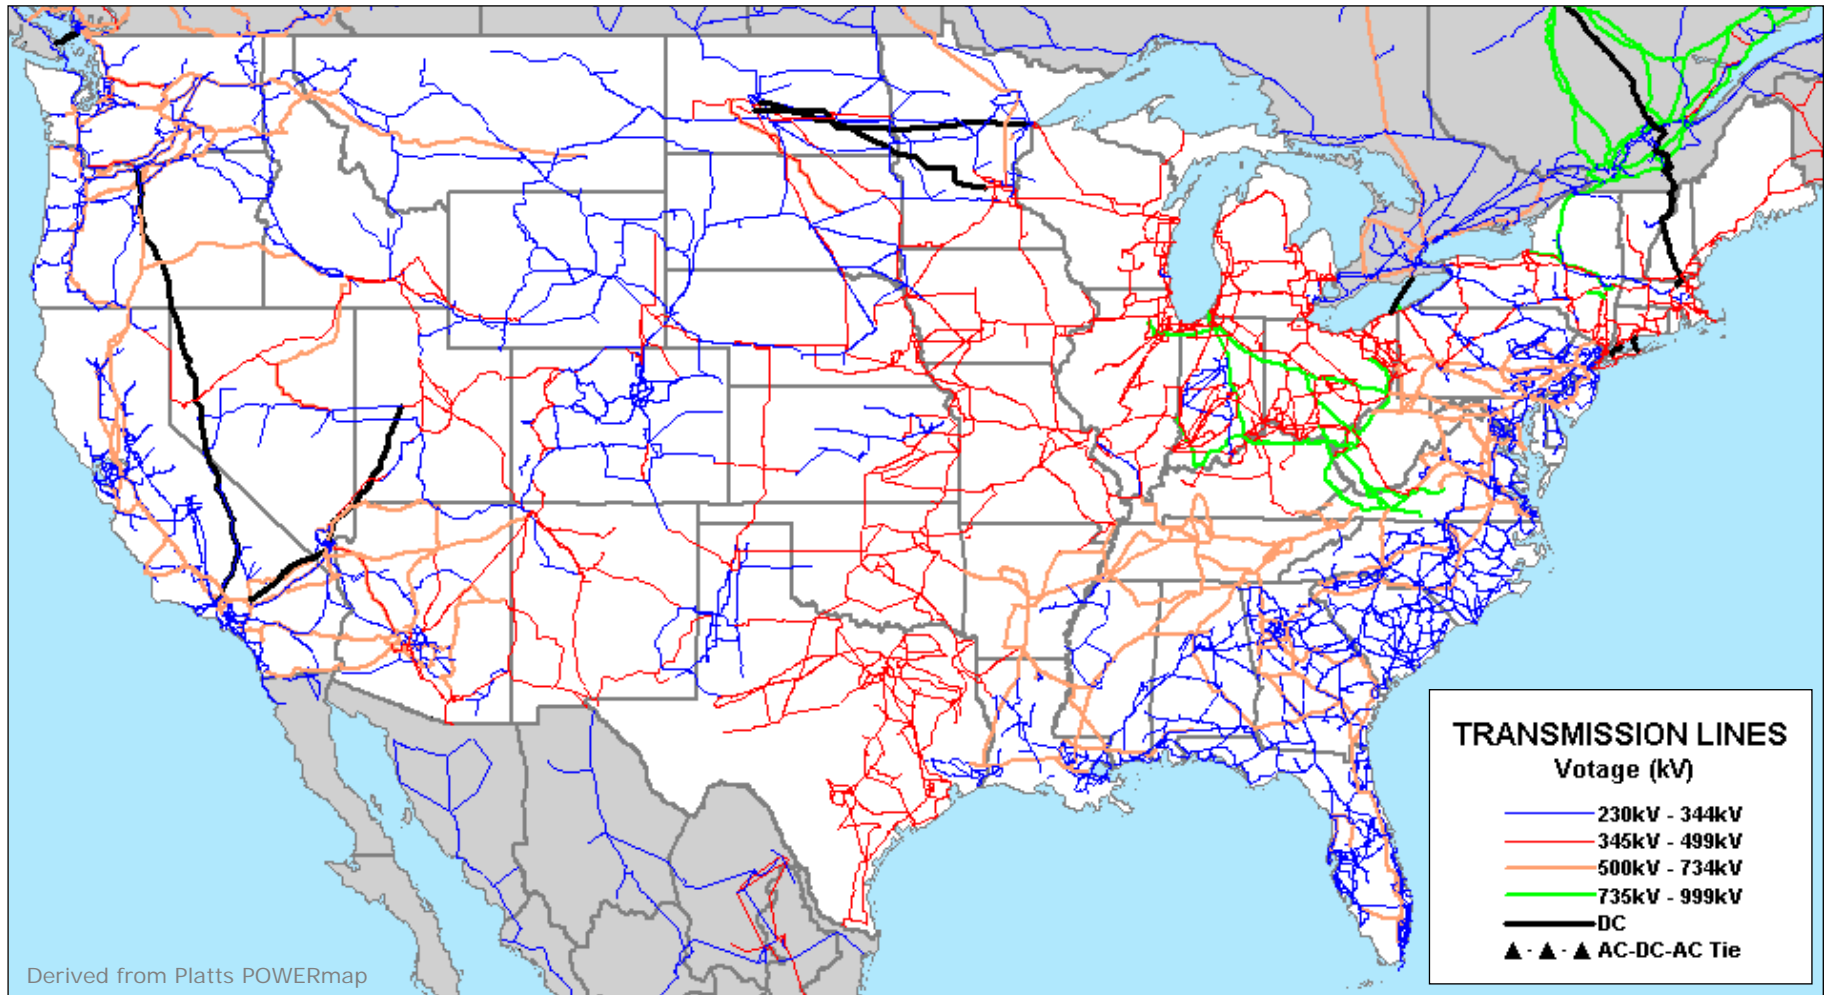 TRANSMISSION LINES
Votage (kV)
230kV - 344kV
345kV - 499kV
500kV - 734kV
735kV - 999kV
DC
AC-DC-AC Tie
Derived from Platts POWERmap